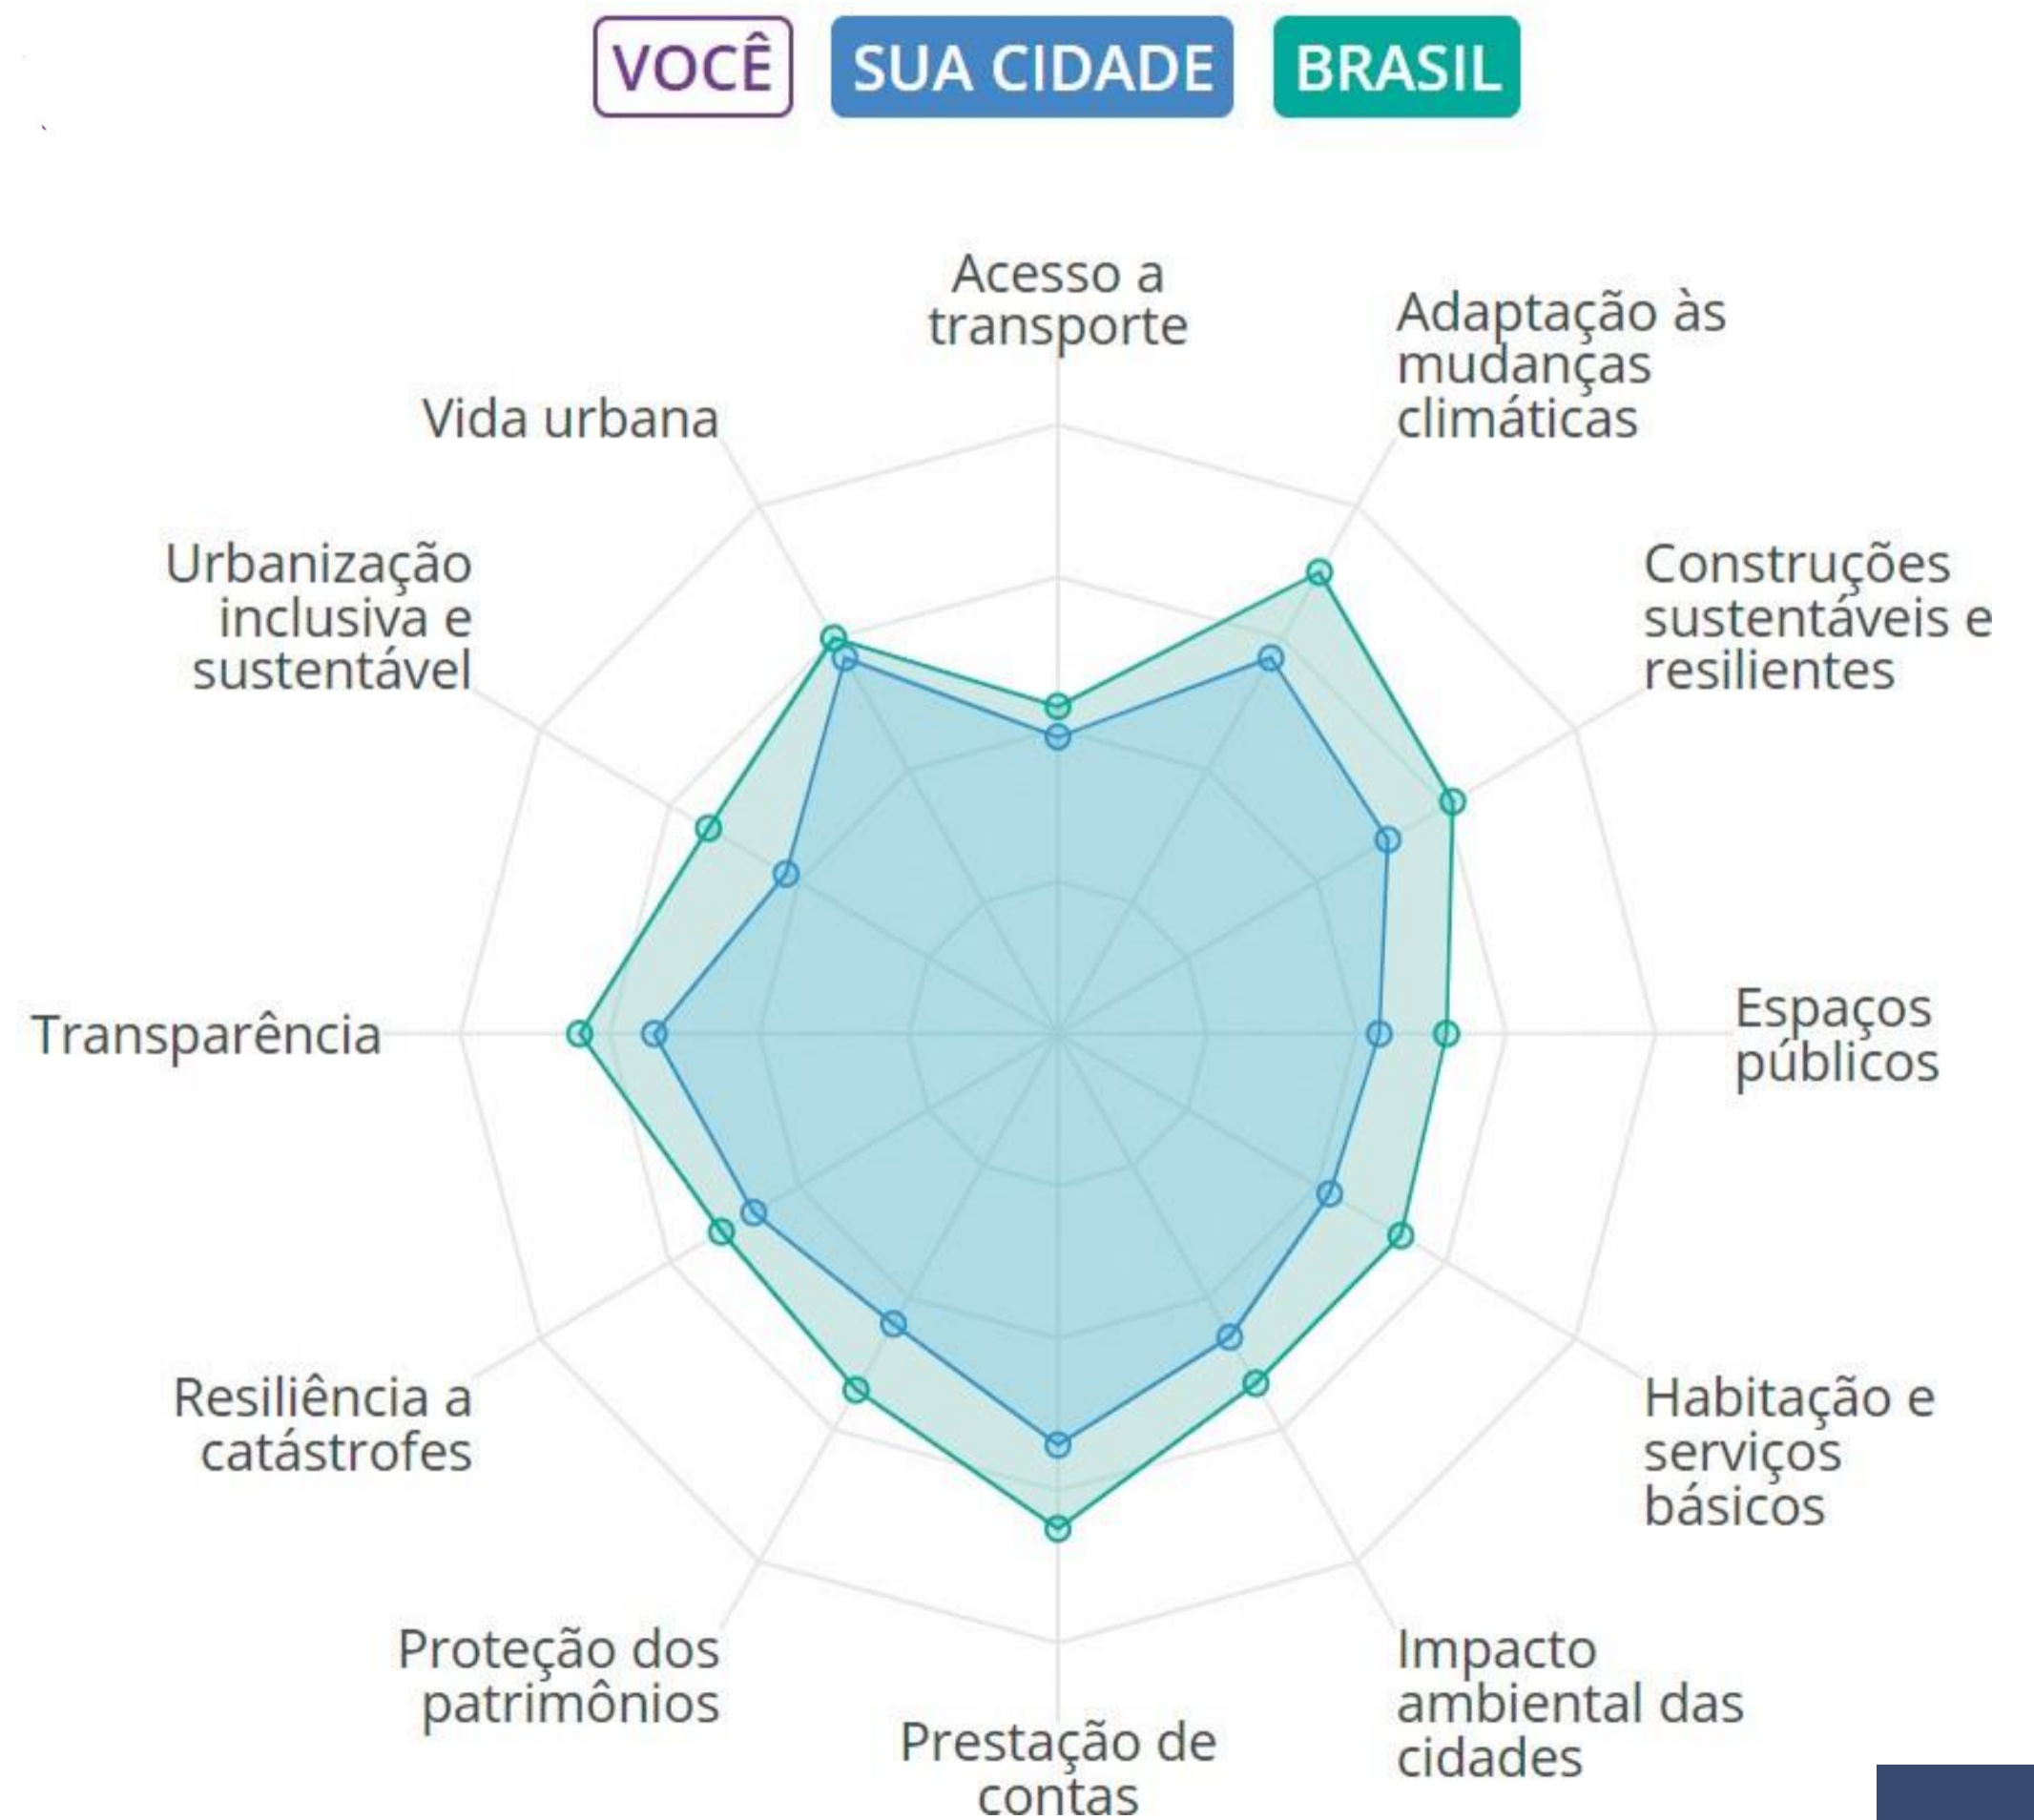 VOCÊ SUA CIDADE BRASIL
Acesso a
transporte
Adaptação às
mudanças
climáticas
Construções
sustentáveis e
resilientes
Espaços
públicos
Habitação e
serviços
básicos
Impacto
ambiental das
cidades
Prestação de
contas
Proteção dos
patrimônios
Resiliência a
catástrofes
Transparência
Urbanização
inclusiva e
sustentável
Vida urbana